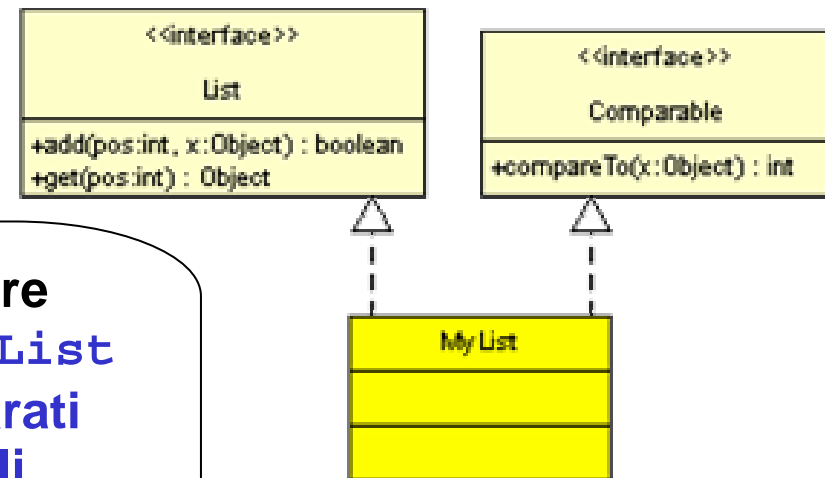 <<interface>>
List
+add(pos:int, x:Object) : boolean
+get(pos:int) : Object
<<interface>>
Comparable
+compareTo(x:Object) : int
My List
re
List
rati